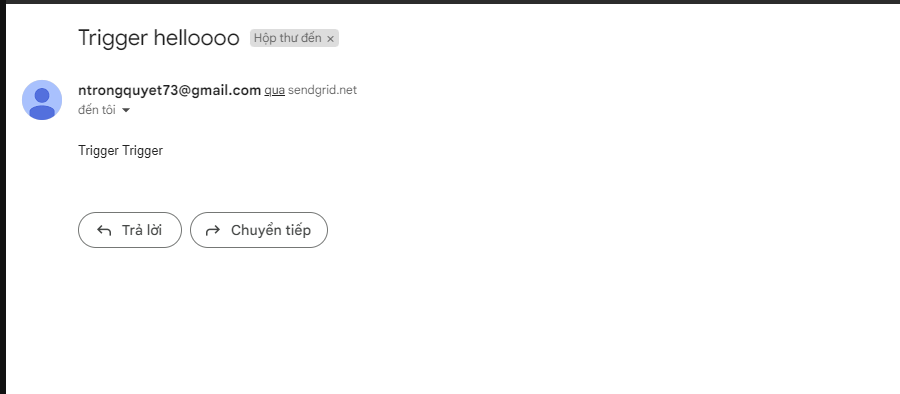 Trigger helloooo Hộp thư đến ×
ntrongquyet73@gmail.com qua sendgrid.net
đến tôi
Trigger Trigger
Trả lời Chuyển tiếp